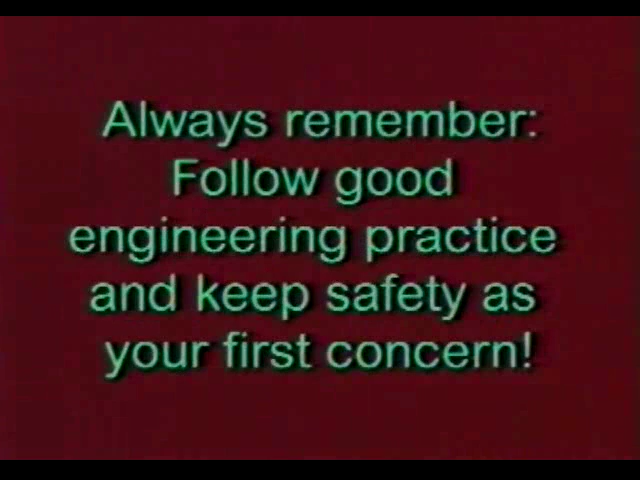 Always remember:
Follow good
engineering practice
and keep safety as
your first concern!